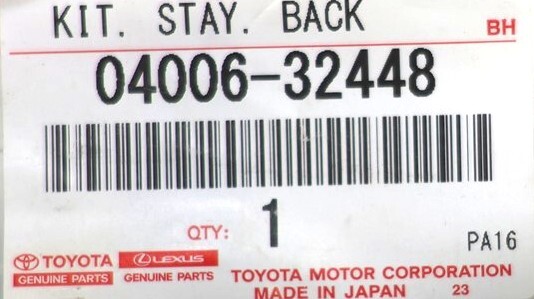 KIT. STAY. BACK
BH
04006-32448
QTY: 1
PA16
TOYOTA LEXUS
GENUINE PARTS GENUINE PARTS
TOYOTA MOTOR CORPORATION
MADE IN JAPAN 23